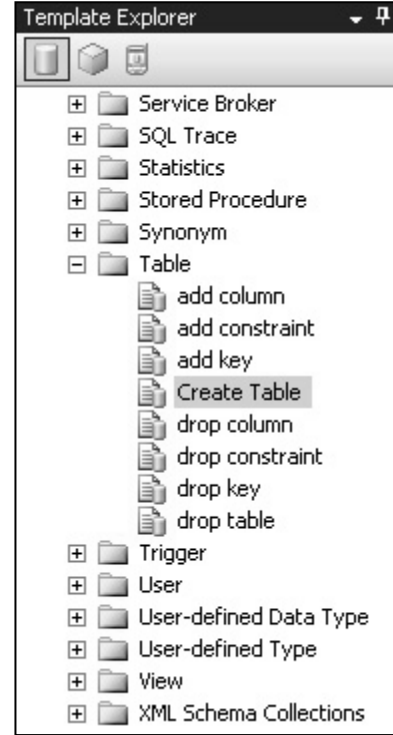 Template Explorer
Service Broker
SQL Trace
Statistics
Stored Procedure
Synonym
Table
add column
add constraint
add key
Create Table
drop column
drop constraint
drop key
drop table
Trigger
User
User-defined Data Type
User-defined Type
View
XML Schema Collections